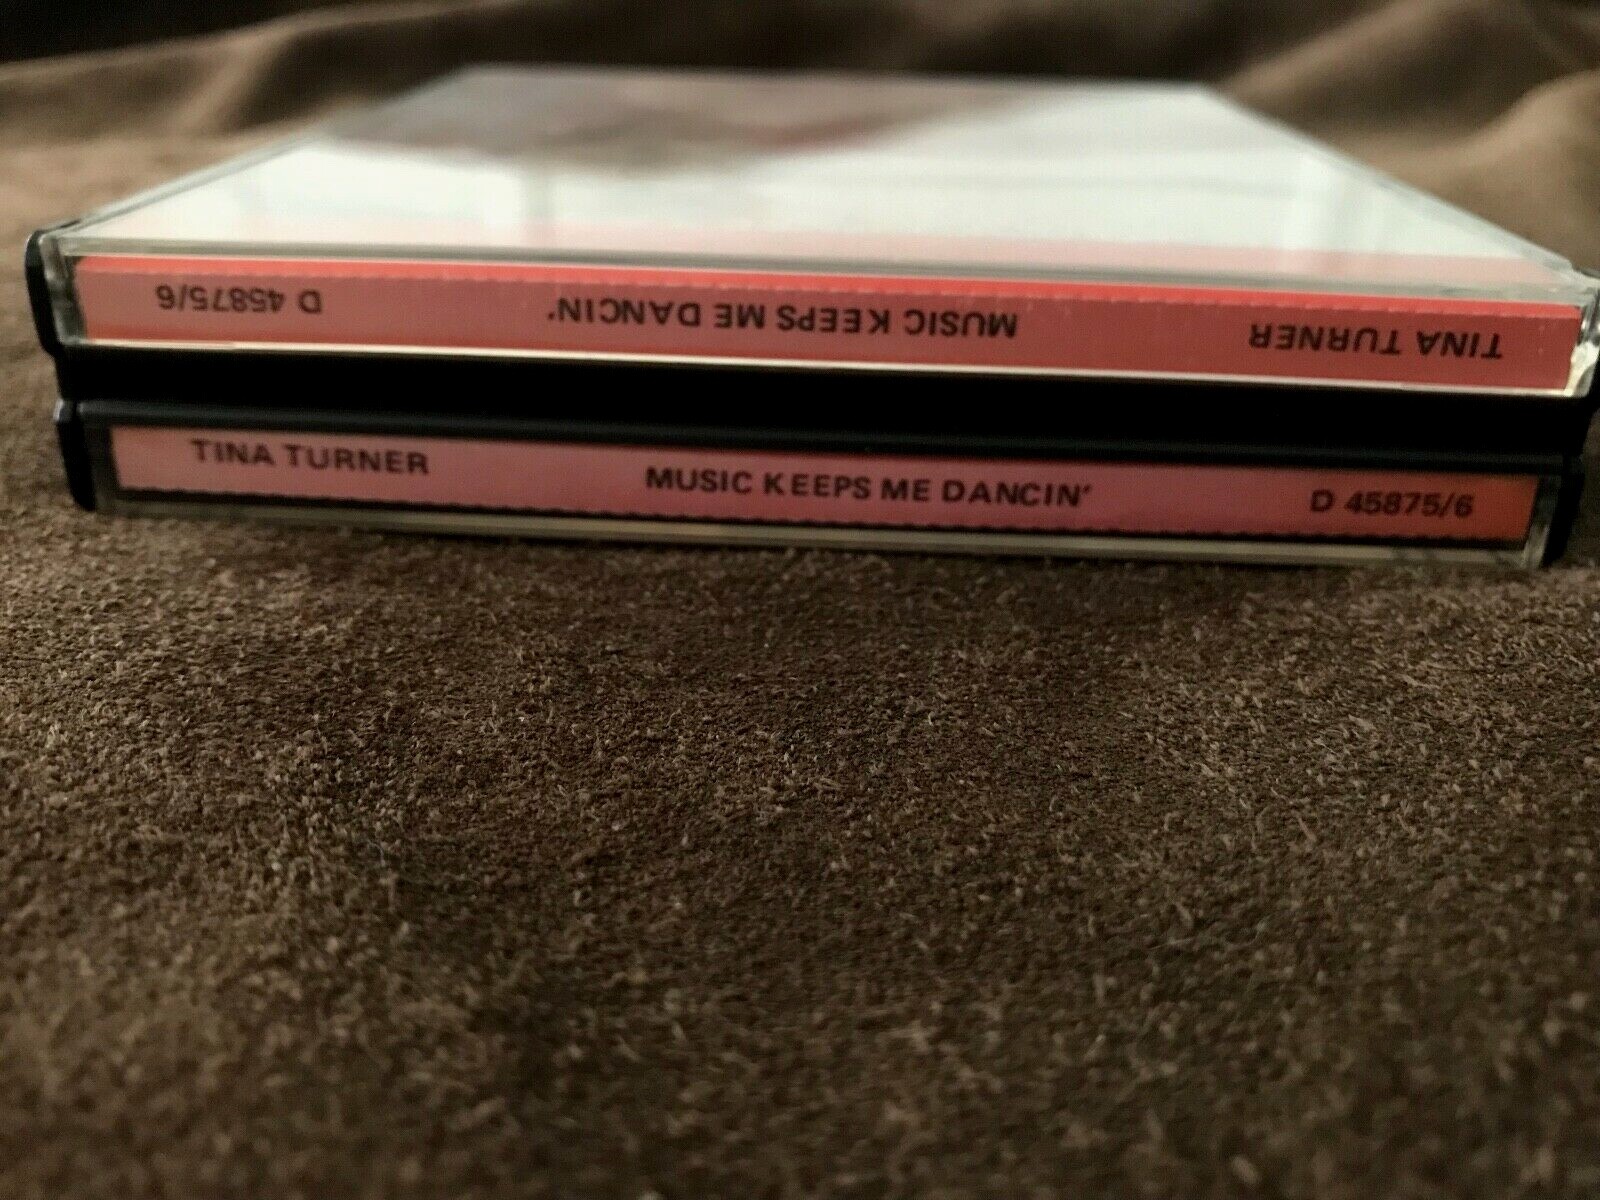 TINA TURNER MUSIC KEEPS ME DANCIN' D 45875/6
TINA TURNER MUSIC KEEPS ME DANCIN' D 45875/6